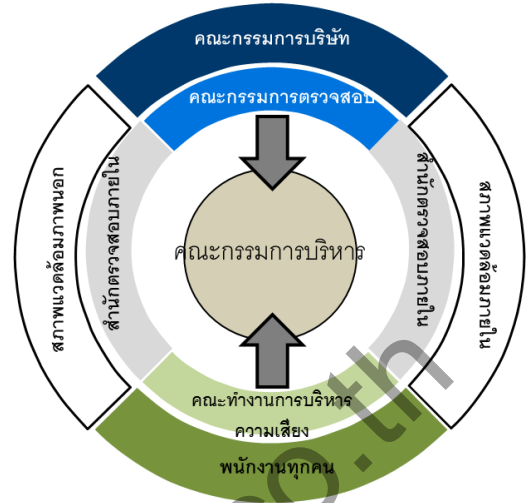 คณะกรรมการบริษัท
คณะกรรมการตรวจสอบ
สภาพแวดล้อมภาพนอก
สำนักตรวจสอบภายใน
คณะกรรมการบริหาร
สำนักตรวจสอบภายใน
สภาพแวดล้อมภายใน
คณะทำงานการบริหาร
ความเสี่ยง
พนักงานทุกคน
co.th